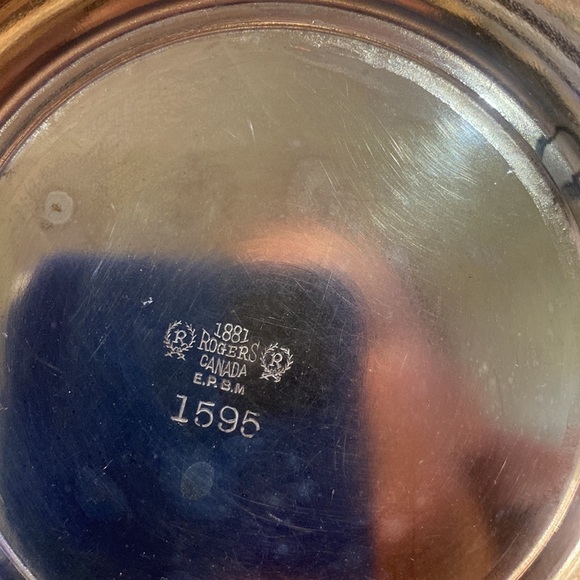 1881
R ROGERS R
CANADA
E.P.B.M
1595